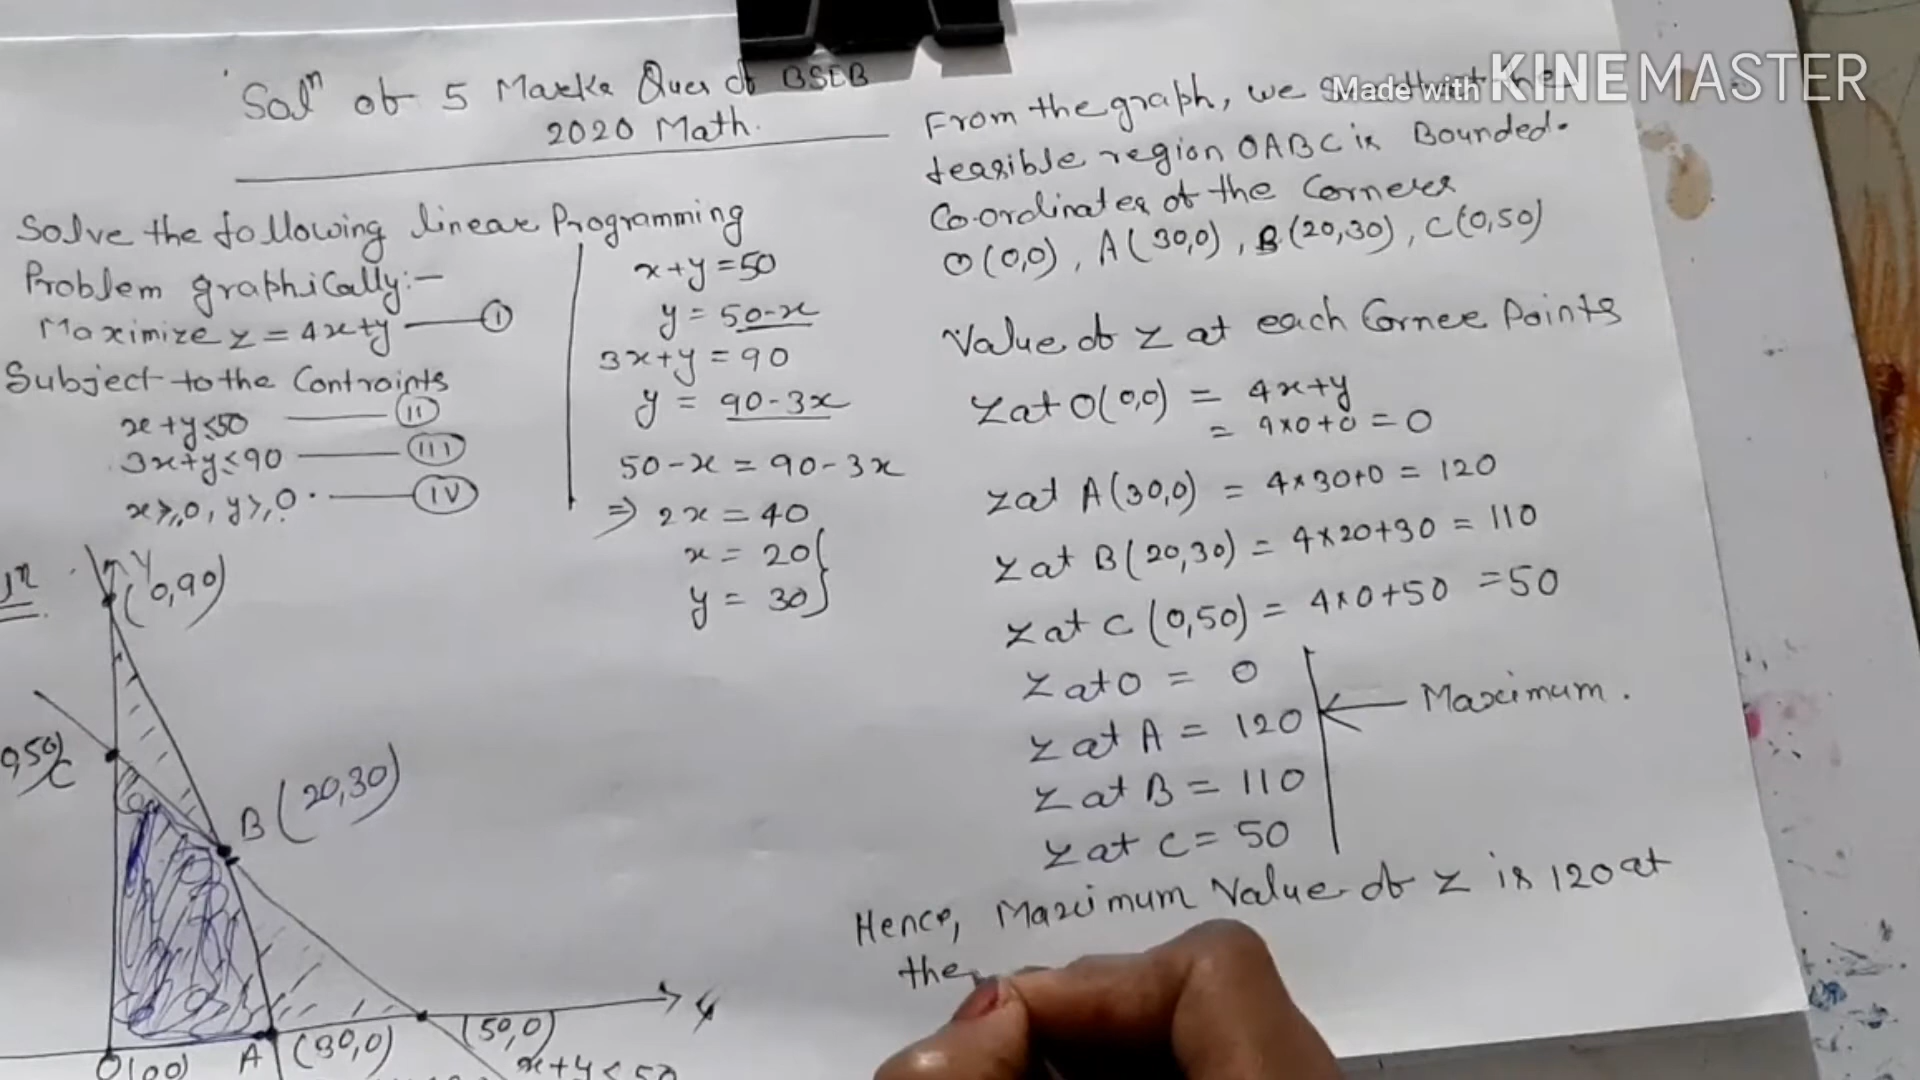 Solⁿ of 5 Marks Ques of BSEB
2020 Math.
Solve the following linear Programming
Problem graphically:-
Maximize z = 4x+y —— (I)
Subject to the Contraints
x+y≤50 —— (II)
3x+y≤90 —— (III)
x≥0, y≥0. —— (IV)
x+y=50
y = 50-x
3x+y = 90
y = 90-3x
50-x = 90-3x
⇒ 2x = 40
x = 20
y = 30
Y
(0,90)
0,50)
C
B (20,30)
O(00)
A (30,0)
(50,0)
x+y≤50
Made with KINEMASTER
From the graph, we see that the
feasible region OABC is Bounded.
Co-ordinates of the Corners
O(0,0), A(30,0), B(20,30), C(0,50)
Value of Z at each Corner Points
Z at O(0,0) = 4x+y
= 4×0+0 = 0
Z at A(30,0) = 4×30+0 = 120
Z at B(20,30) = 4×20+30 = 110
Z at C (0,50) = 4×0+50 = 50
Z at O = 0
Z at A = 120 ← Maximum.
Z at B = 110
Z at C = 50
Hence, Maximum Value of Z is 120 at
the